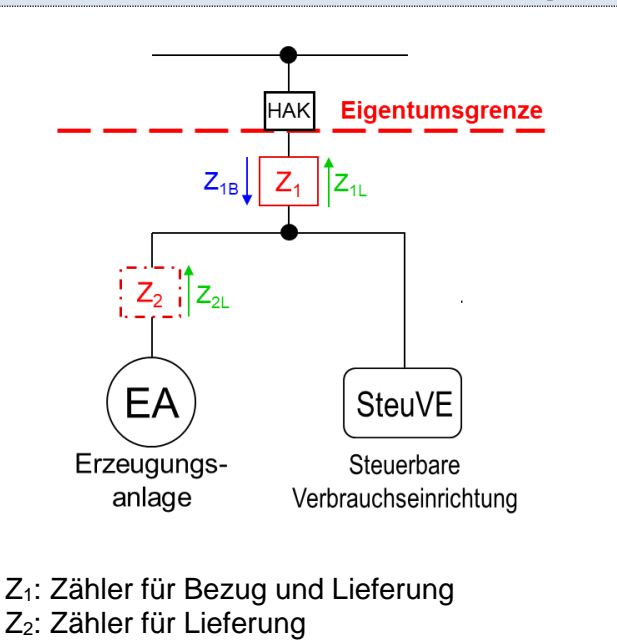 HAK Eigentumsgrenze
Z1B Z1 Z1L
Z2 Z2L
EA SteuVE
Erzeugungs-
anlage
Steuerbare
Verbrauchseinrichtung
Z1: Zähler für Bezug und Lieferung
Z2: Zähler für Lieferung